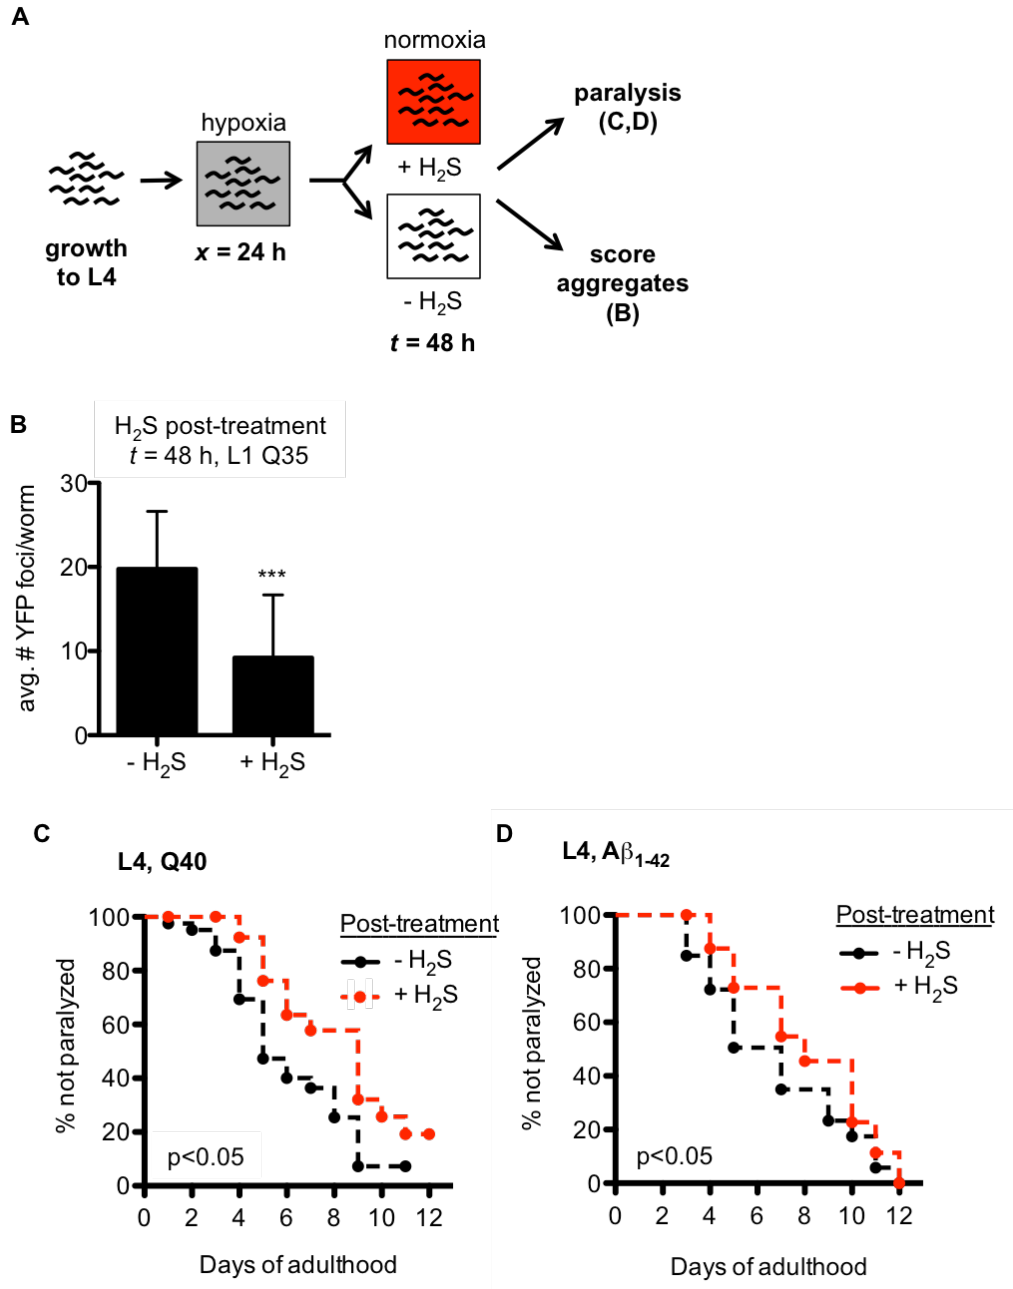 A
normoxia
hypoxia
paralysis
(C,D)
+ H₂S
growth
to L4
x = 24 h
score
aggregates
(B)
- H₂S
t = 48 h
B
H₂S post-treatment
t = 48 h, L1 Q35
30
20
10
0
avg. # YFP foci/worm
***
- H₂S
+ H₂S
C
L4, Q40
100
80
60
40
20
0
% not paralyzed
Post-treatment
- H₂S
+ H₂S
p<0.05
0 2 4 6 8 10 12
Days of adulthood
D
L4, Aβ₁₋₄₂
100
80
60
40
20
0
% not paralyzed
Post-treatment
- H₂S
+ H₂S
p<0.05
0 2 4 6 8 10 12
Days of adulthood